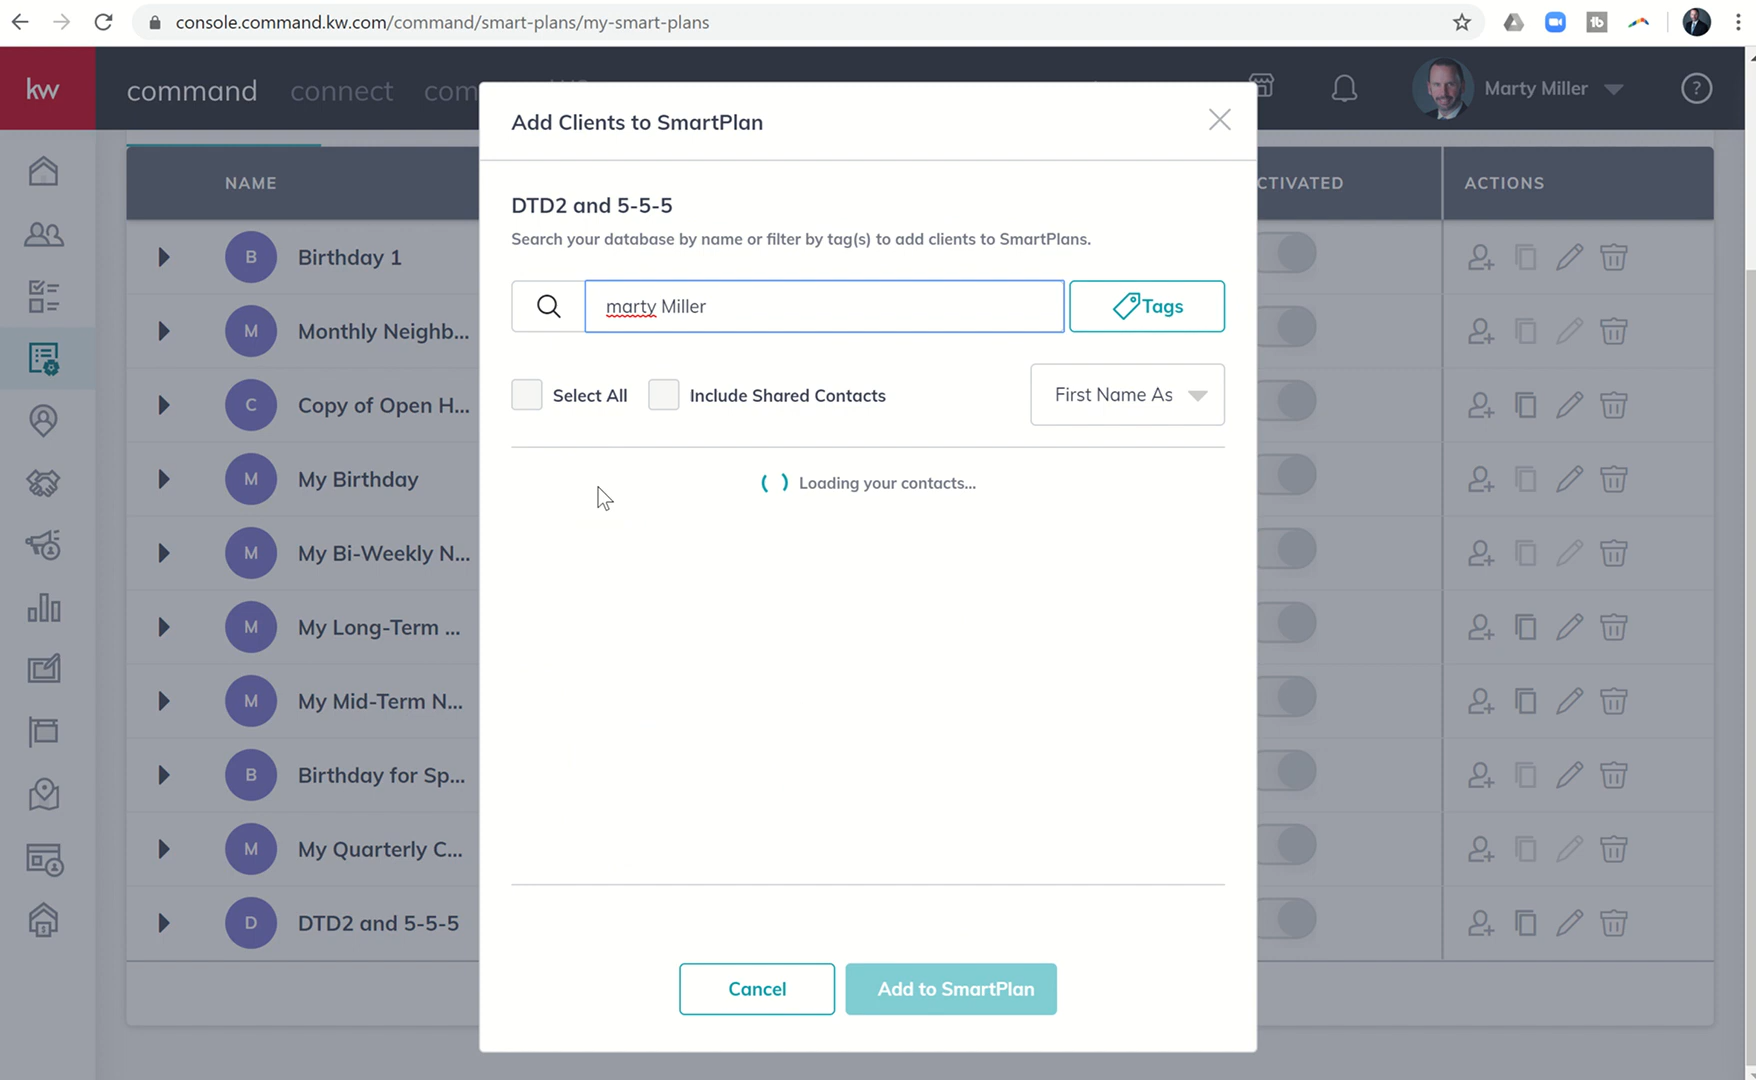 console.command.kw.com/command/smart-plans/my-smart-plans
kw
command
connect
com
Marty Miller
?
Add Clients to SmartPlan
DTD2 and 5-5-5
Search your database by name or filter by tag(s) to add clients to SmartPlans.
marty Miller
Tags
Select All
Include Shared Contacts
First Name As
Loading your contacts...
Cancel
Add to SmartPlan
NAME
CTIVATED
ACTIONS
B Birthday 1
M Monthly Neighb...
C Copy of Open H...
M My Birthday
M My Bi-Weekly N...
M My Long-Term ...
M My Mid-Term N...
B Birthday for Sp...
M My Quarterly C...
D DTD2 and 5-5-5